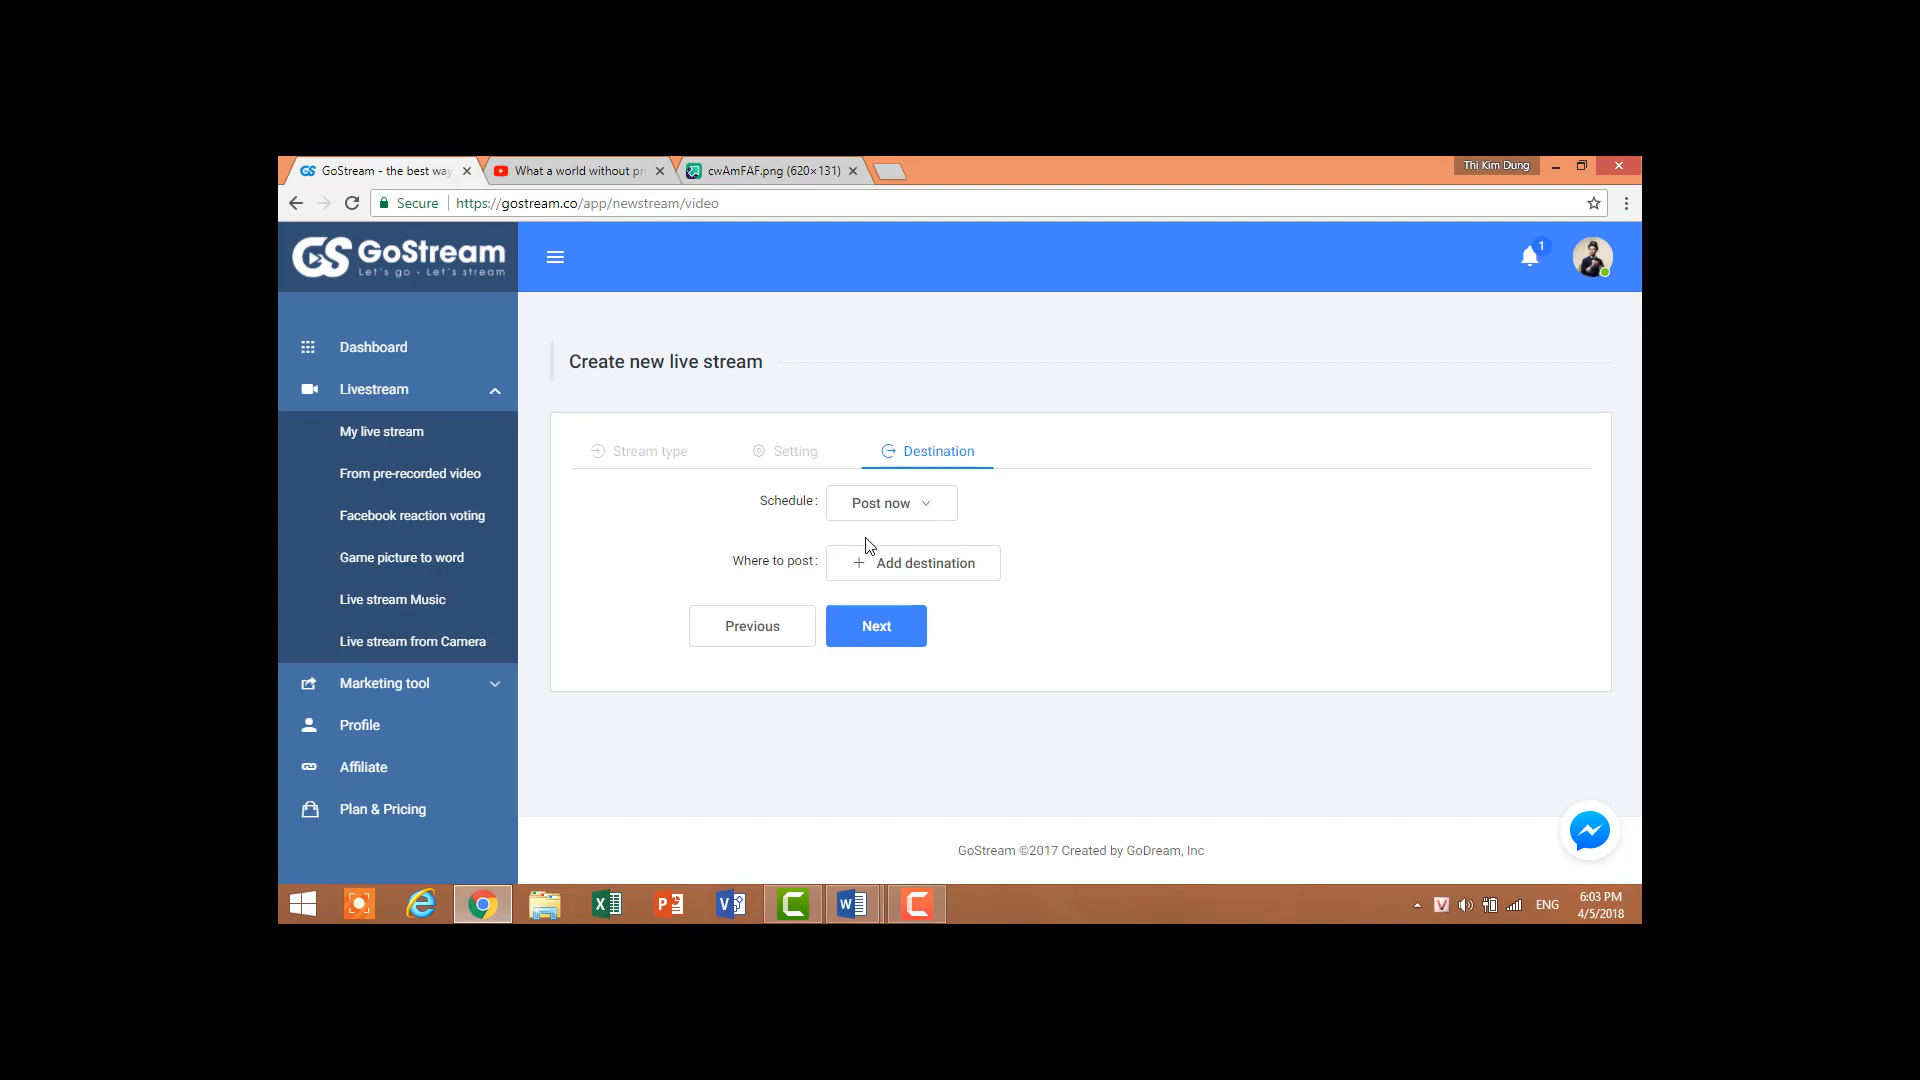 GoStream - the best way
What a world without pri
cwAmFAF.png (620×131)
Thi Kim Dung
Secure
https://gostream.co/app/newstream/video
GS GoStream
Let's go - Let's stream
1
Dashboard
Livestream
My live stream
From pre-recorded video
Facebook reaction voting
Game picture to word
Live stream Music
Live stream from Camera
Marketing tool
Profile
Affiliate
Plan & Pricing
Create new live stream
Stream type
Setting
Destination
Schedule :
Post now
Where to post :
+ Add destination
Previous
Next
GoStream ©2017 Created by GoDream, Inc
ENG
6:03 PM
4/5/2018